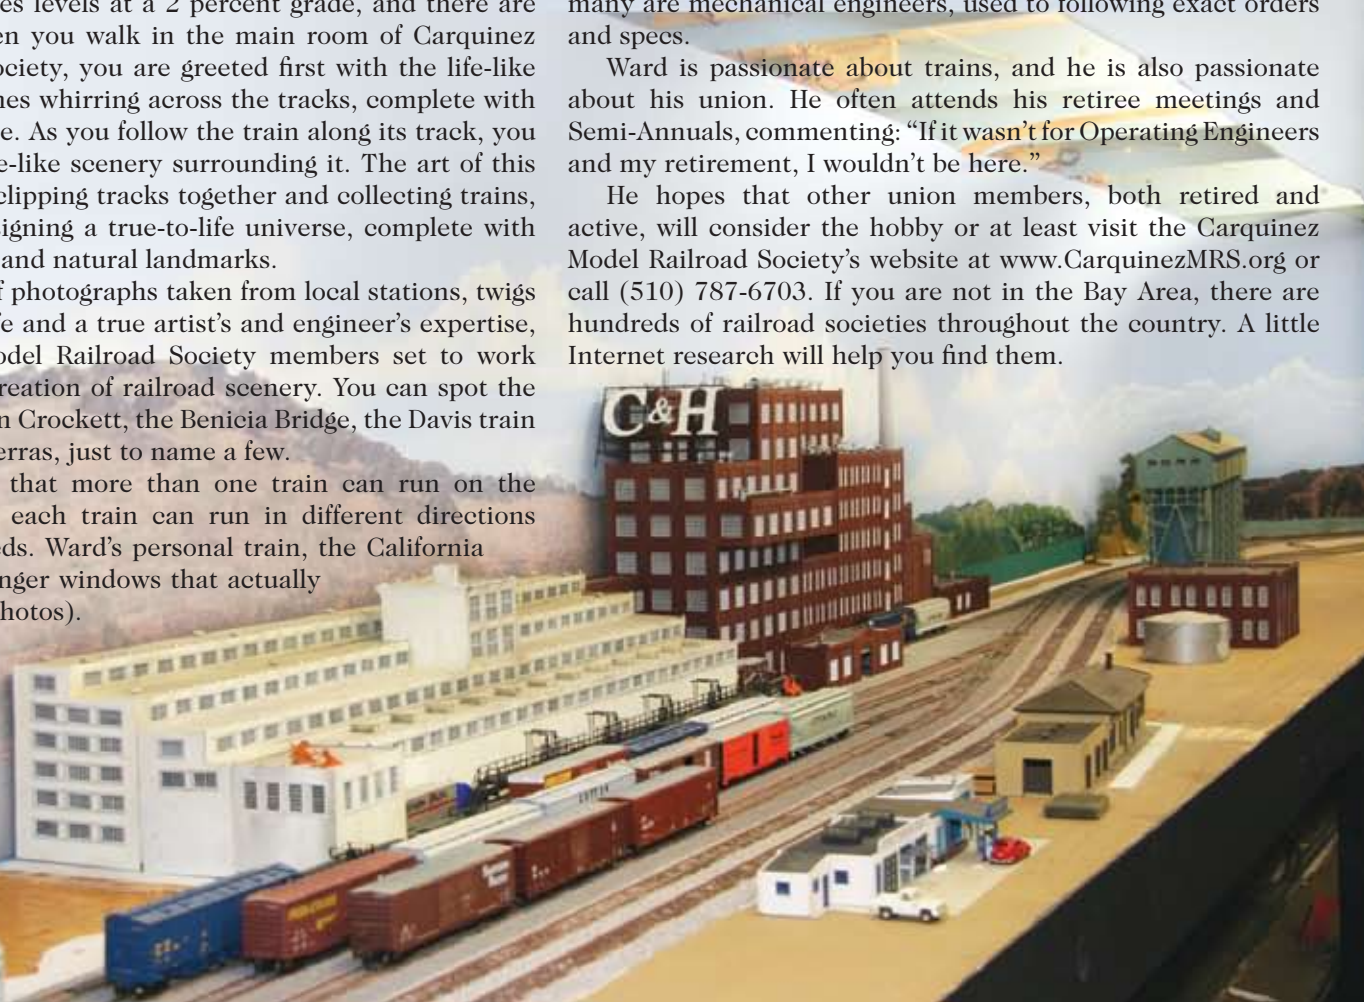 es levels at a 2 percent grade, and there are
en you walk in the main room of Carquinez
ociety, you are greeted first with the life-like
nes whirring across the tracks, complete with
e. As you follow the train along its track, you
e-like scenery surrounding it. The art of this
clipping tracks together and collecting trains,
igning a true-to-life universe, complete with
and natural landmarks.
f photographs taken from local stations, twigs
fe and a true artist's and engineer's expertise,
odel Railroad Society members set to work
reation of railroad scenery. You can spot the
n Crockett, the Benicia Bridge, the Davis train
erras, just to name a few.
that more than one train can run on the
each train can run in different directions
eds. Ward's personal train, the California
nger windows that actually
hotos).
many are mechanical engineers, used to following exact orders
and specs.
Ward is passionate about trains, and he is also passionate
about his union. He often attends his retiree meetings and
Semi-Annuals, commenting: “If it wasn't for Operating Engineers
and my retirement, I wouldn't be here.”
He hopes that other union members, both retired and
active, will consider the hobby or at least visit the Carquinez
Model Railroad Society's website at www.CarquinezMRS.org or
call (510) 787-6703. If you are not in the Bay Area, there are
hundreds of railroad societies throughout the country. A little
Internet research will help you find them.
C&H